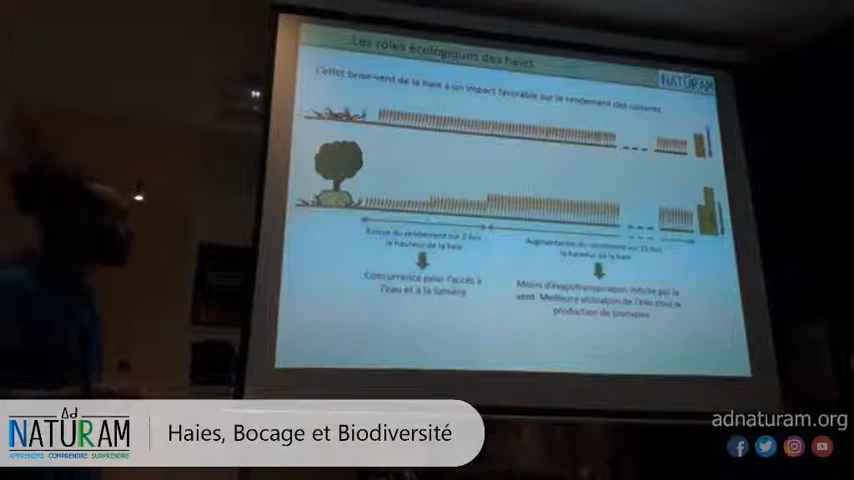 Les rôles écologiques des haies
NATURAM
L'effet brise-vent de la haie a un impact favorable sur le rendement des cultures
Baisse du rendement sur 2 fois
la hauteur de la haie
Augmentation du rendement sur 15 fois
la hauteur de la haie
Concurrence pour l'accès à
l'eau et à la lumière
Moins d'évapotranspiration induite par le
vent. Meilleure utilisation de l'eau pour la
production de biomasse
Ad
NATURAM
APPRENDRE COMPRENDRE SURPRENDRE
Haies, Bocage et Biodiversité
adnaturam.org